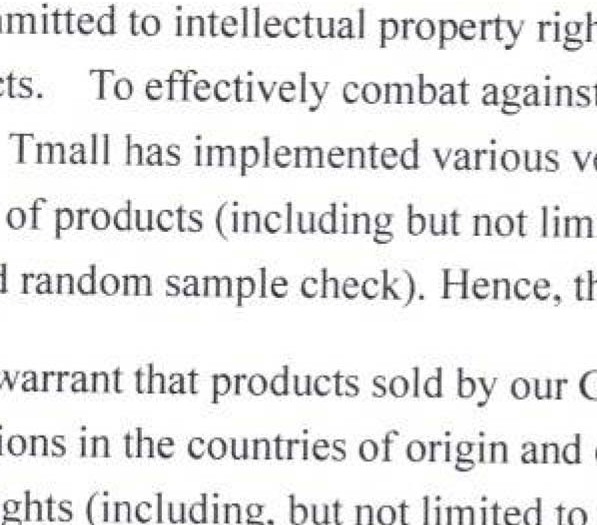 mmitted to intellectual property righ
cts. To effectively combat against
Tmall has implemented various ve
of products (including but not lim
d random sample check). Hence, th
warrant that products sold by our C
ions in the countries of origin and
ghts (including, but not limited to